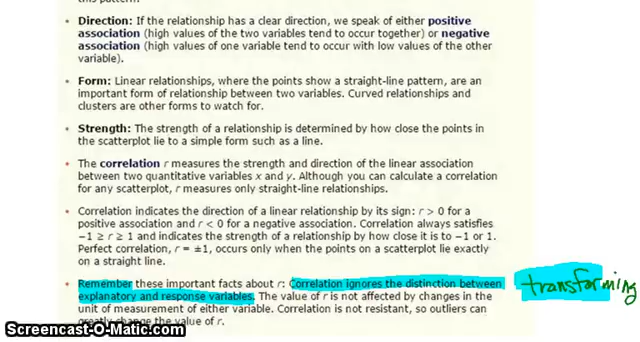 this pattern.
• Direction: If the relationship has a clear direction, we speak of either positive
association (high values of the two variables tend to occur together) or negative
association (high values of one variable tend to occur with low values of the other
variable).
• Form: Linear relationships, where the points show a straight-line pattern, are an
important form of relationship between two variables. Curved relationships and
clusters are other forms to watch for.
• Strength: The strength of a relationship is determined by how close the points in
the scatterplot lie to a simple form such as a line.
• The correlation r measures the strength and direction of the linear association
between two quantitative variables x and y. Although you can calculate a correlation
for any scatterplot, r measures only straight-line relationships.
• Correlation indicates the direction of a linear relationship by its sign: r > 0 for a
positive association and r < 0 for a negative association. Correlation always satisfies
−1 ≥ r ≥ 1 and indicates the strength of a relationship by how close it is to −1 or 1.
Perfect correlation, r = ±1, occurs only when the points on a scatterplot lie exactly
on a straight line.
• Remember these important facts about r: Correlation ignores the distinction between
explanatory and response variables. The value of r is not affected by changes in the
unit of measurement of either variable. Correlation is not resistant, so outliers can
greatly change the value of r.
transforming
Screencast-O-Matic.com